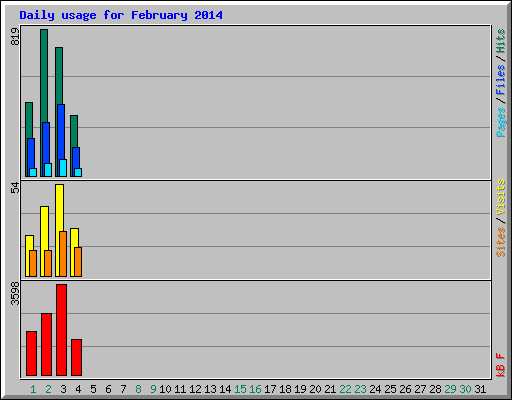 Daily usage for February 2014
819
Pages/Files/Hits
54
Sites/Visits
3598
kB F
1 2 3 4 5 6 7 8 9 10 11 12 13 14 15 16 17 18 19 20 21 22 23 24 25 26 27 28 29 30 31